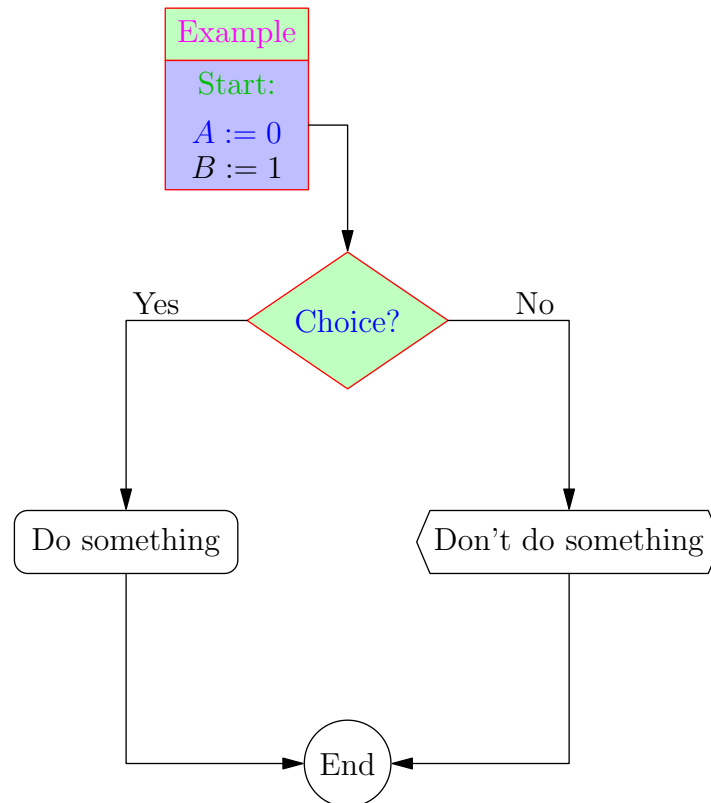 Example
Start:
A := 0
B := 1
Yes
No
Choice?
Do something
Don't do something
End